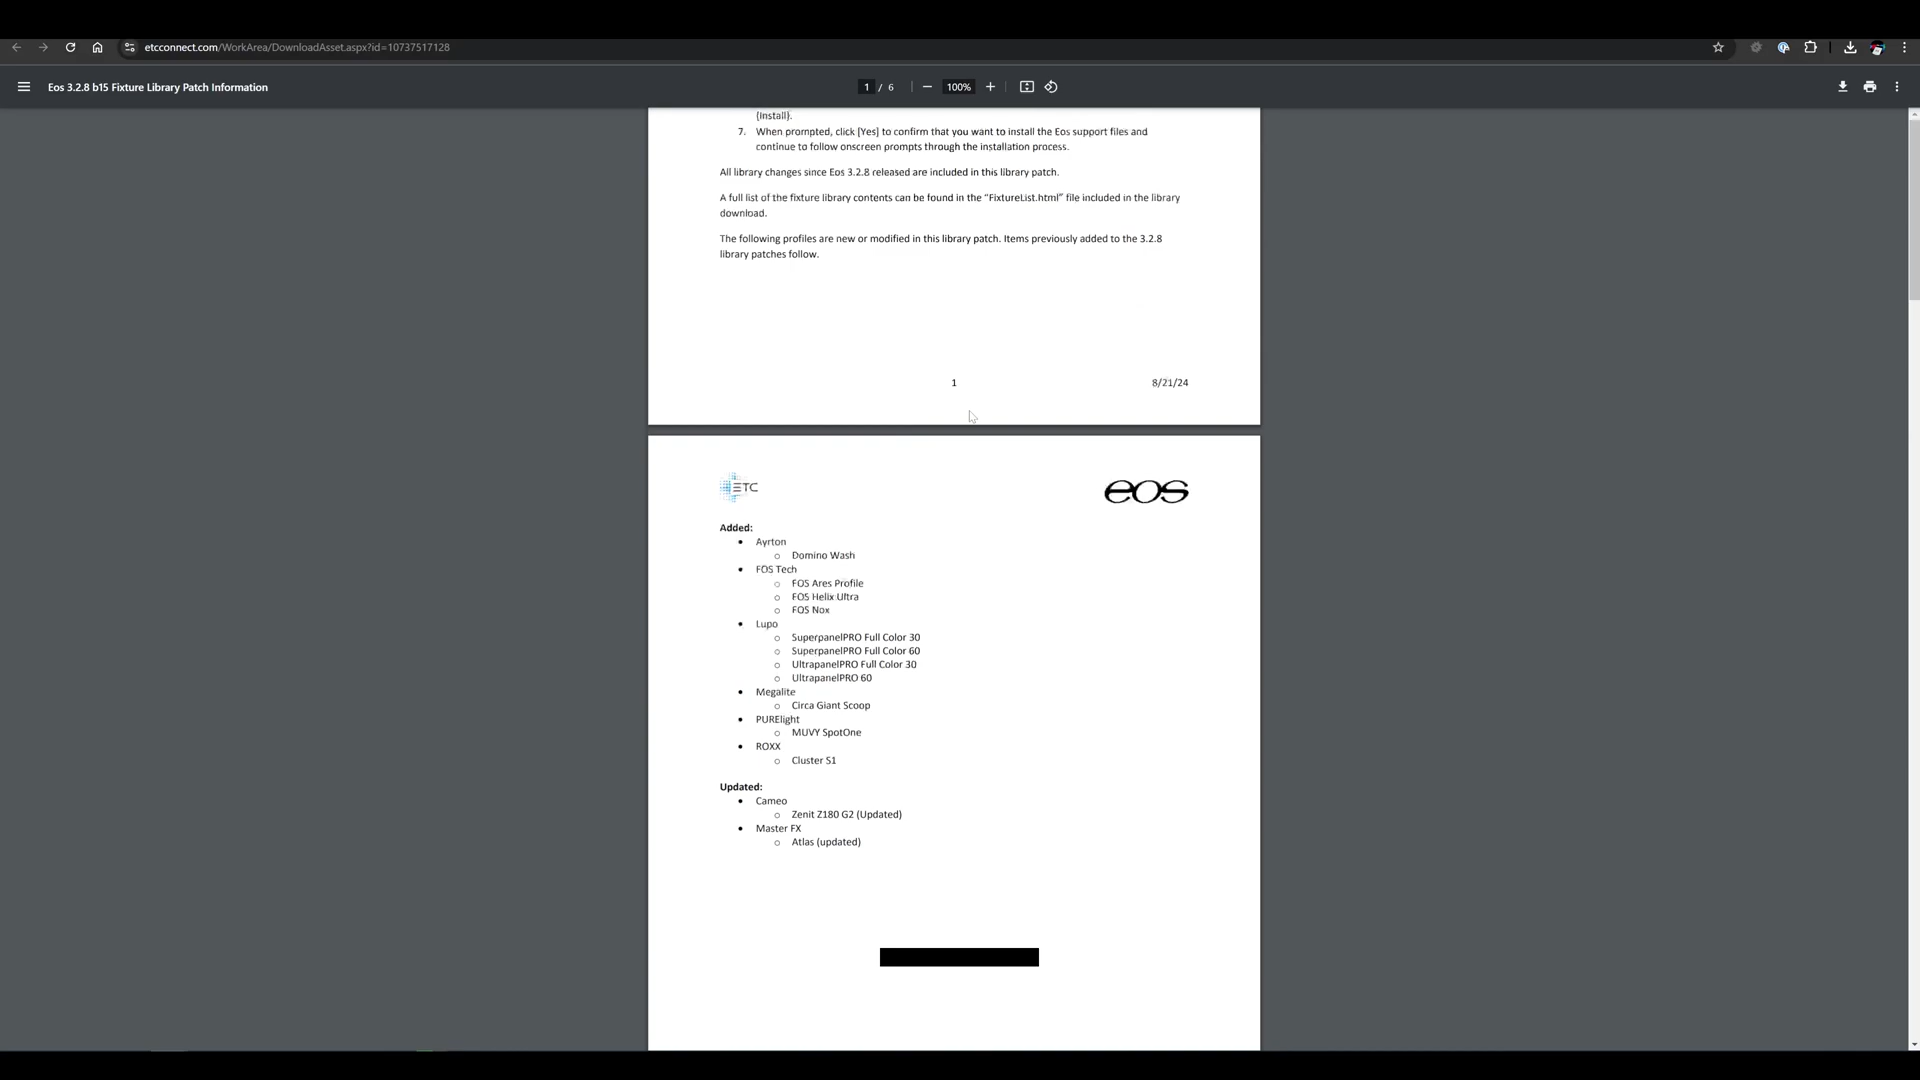 etcconnect.com/WorkArea/DownloadAsset.aspx?id=10737517128
Eos 3.2.8 b15 Fixture Library Patch Information
1 / 6
100%
{Install}.
7. When prompted, click [Yes] to confirm that you want to install the Eos support files and
continue to follow onscreen prompts through the installation process.
All library changes since Eos 3.2.8 released are included in this library patch.
A full list of the fixture library contents can be found in the “FixtureList.html” file included in the library
download.
The following profiles are new or modified in this library patch. Items previously added to the 3.2.8
library patches follow.
1
8/21/24
ETC
eos
Added:
Ayrton
Domino Wash
FOS Tech
FOS Ares Profile
FOS Helix Ultra
FOS Nox
Lupo
SuperpanelPRO Full Color 30
SuperpanelPRO Full Color 60
UltrapanelPRO Full Color 30
UltrapanelPRO 60
Megalite
Circa Giant Scoop
PURElight
MUVY SpotOne
ROXX
Cluster S1
Updated:
Cameo
Zenit Z180 G2 (Updated)
Master FX
Atlas (updated)